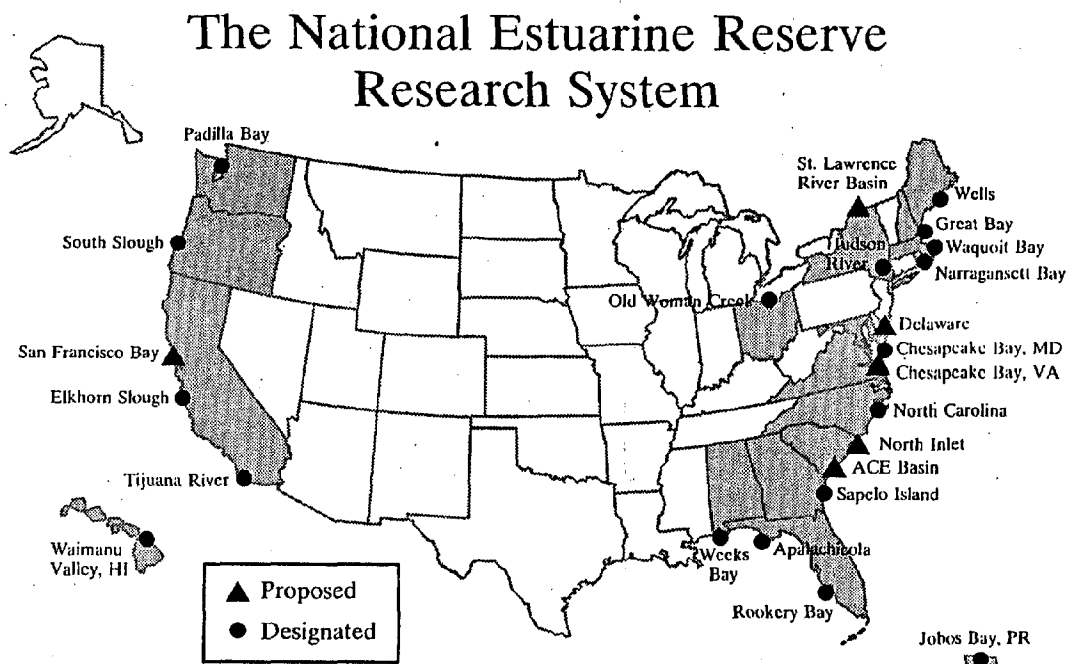 The National Estuarine Reserve
Research System
Padilla Bay
St. Lawrence
River Basin
Wells
Great Bay
South Slough
Hudson
River
Waquoit Bay
Narragansett Bay
Old Woman Creek
Delaware
San Francisco Bay
Chesapeake Bay, MD
Chesapeake Bay, VA
Elkhorn Slough
North Carolina
North Inlet
ACE Basin
Tijuana River
Sapelo Island
Waimanu
Valley, HI
Weeks
Bay
Apalachicola
Rookery Bay
Proposed
Designated
Jobos Bay, PR